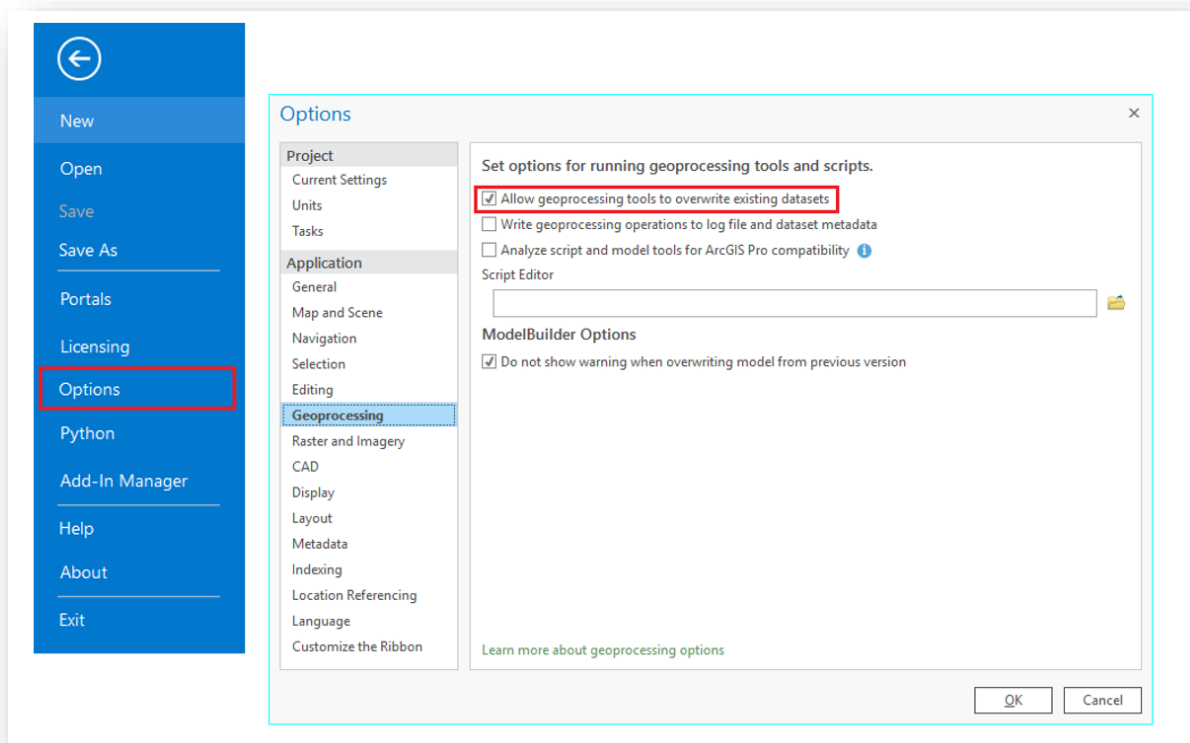 New
Open
Save
Save As
Portals
Licensing
Options
Python
Add-In Manager
Help
About
Exit
Options
Project
Current Settings
Units
Tasks
Application
General
Map and Scene
Navigation
Selection
Editing
Geoprocessing
Raster and Imagery
CAD
Display
Layout
Metadata
Indexing
Location Referencing
Language
Customize the Ribbon
Set options for running geoprocessing tools and scripts.
Allow geoprocessing tools to overwrite existing datasets
Write geoprocessing operations to log file and dataset metadata
Analyze script and model tools for ArcGIS Pro compatibility
Script Editor
ModelBuilder Options
Do not show warning when overwriting model from previous version
Learn more about geoprocessing options
OK Cancel